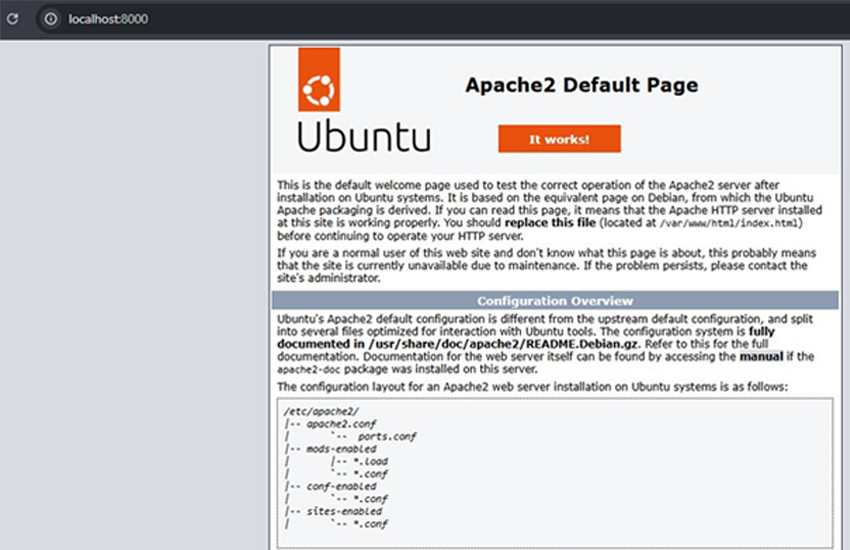 localhost:8000
Apache2 Default Page
Ubuntu
It works!
This is the default welcome page used to test the correct operation of the Apache2 server after
installation on Ubuntu systems. It is based on the equivalent page on Debian, from which the Ubuntu
Apache packaging is derived. If you can read this page, it means that the Apache HTTP server installed
at this site is working properly. You should replace this file (located at /var/www/html/index.html)
before continuing to operate your HTTP server.
If you are a normal user of this web site and don't know what this page is about, this probably means
that the site is currently unavailable due to maintenance. If the problem persists, please contact the
site's administrator.
Configuration Overview
Ubuntu's Apache2 default configuration is different from the upstream default configuration, and split
into several files optimized for interaction with Ubuntu tools. The configuration system is fully
documented in /usr/share/doc/apache2/README.Debian.gz. Refer to this for the full
documentation. Documentation for the web server itself can be found by accessing the manual if the
apache2-doc package was installed on this server.
The configuration layout for an Apache2 web server installation on Ubuntu systems is as follows:
/etc/apache2/
|-- apache2.conf
|       `--  ports.conf
|-- mods-enabled
|       |-- *.load
|       `-- *.conf
|-- conf-enabled
|       `-- *.conf
|-- sites-enabled
|       `-- *.conf